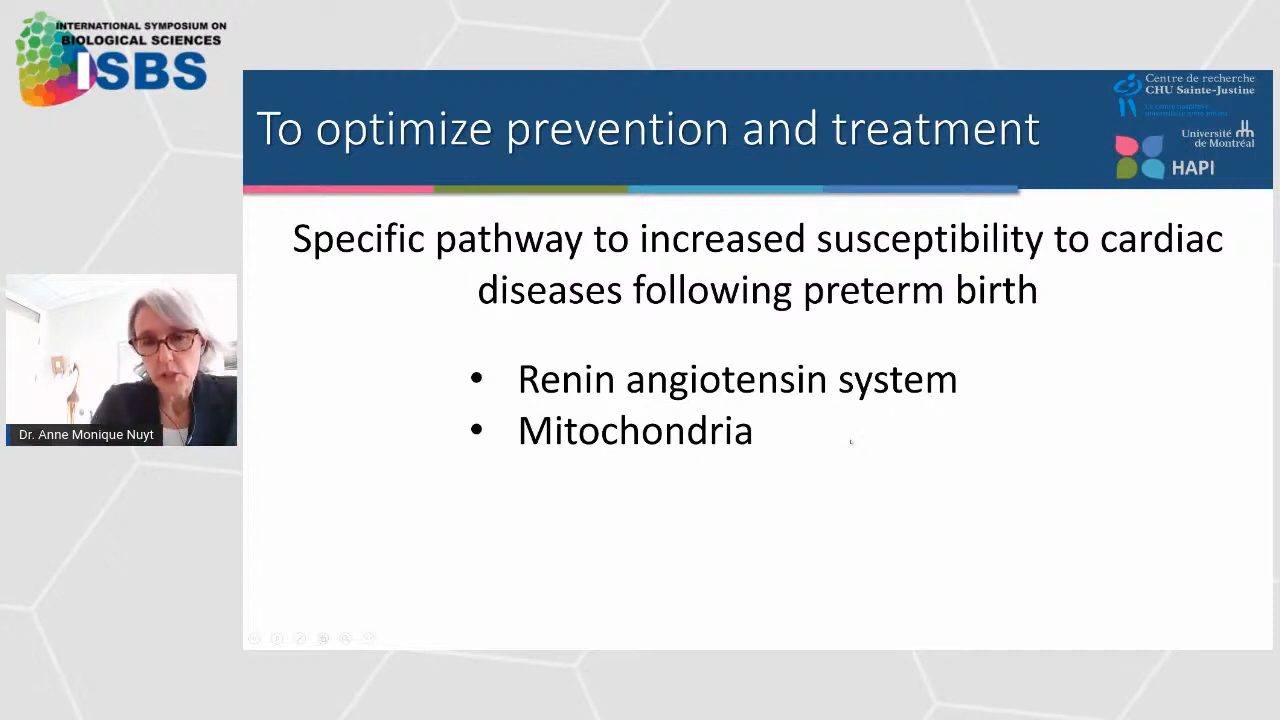 INTERNATIONAL SYMPOSIUM ON
BIOLOGICAL SCIENCES
ISBS
To optimize prevention and treatment
Centre de recherche
CHU Sainte-Justine
Université
de Montréal
HAPI
Specific pathway to increased susceptibility to cardiac
diseases following preterm birth
• Renin angiotensin system
• Mitochondria
Dr. Anne Monique Nuyt